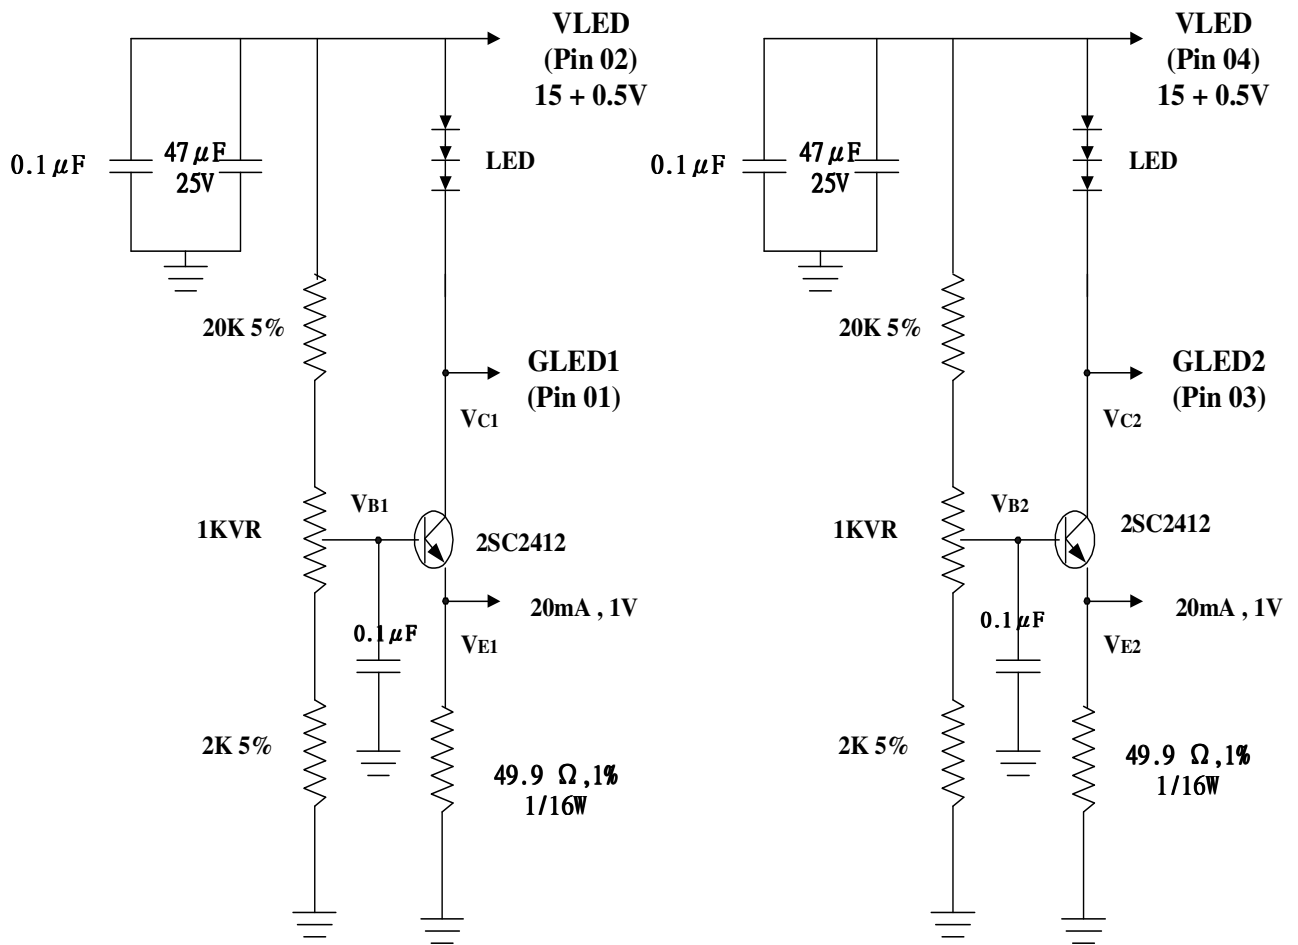 VLED
(Pin 02)
15 + 0.5V
0.1μF
47μF
25V
LED
20K 5%
GLED1
(Pin 01)
VC1
VB1
1KVR
2SC2412
20mA , 1V
0.1μF
VE1
2K 5%
49.9 Ω,1%
1/16W
VLED
(Pin 04)
15 + 0.5V
0.1μF
47μF
25V
LED
20K 5%
GLED2
(Pin 03)
VC2
VB2
1KVR
2SC2412
20mA , 1V
0.1μF
VE2
2K 5%
49.9 Ω,1%
1/16W